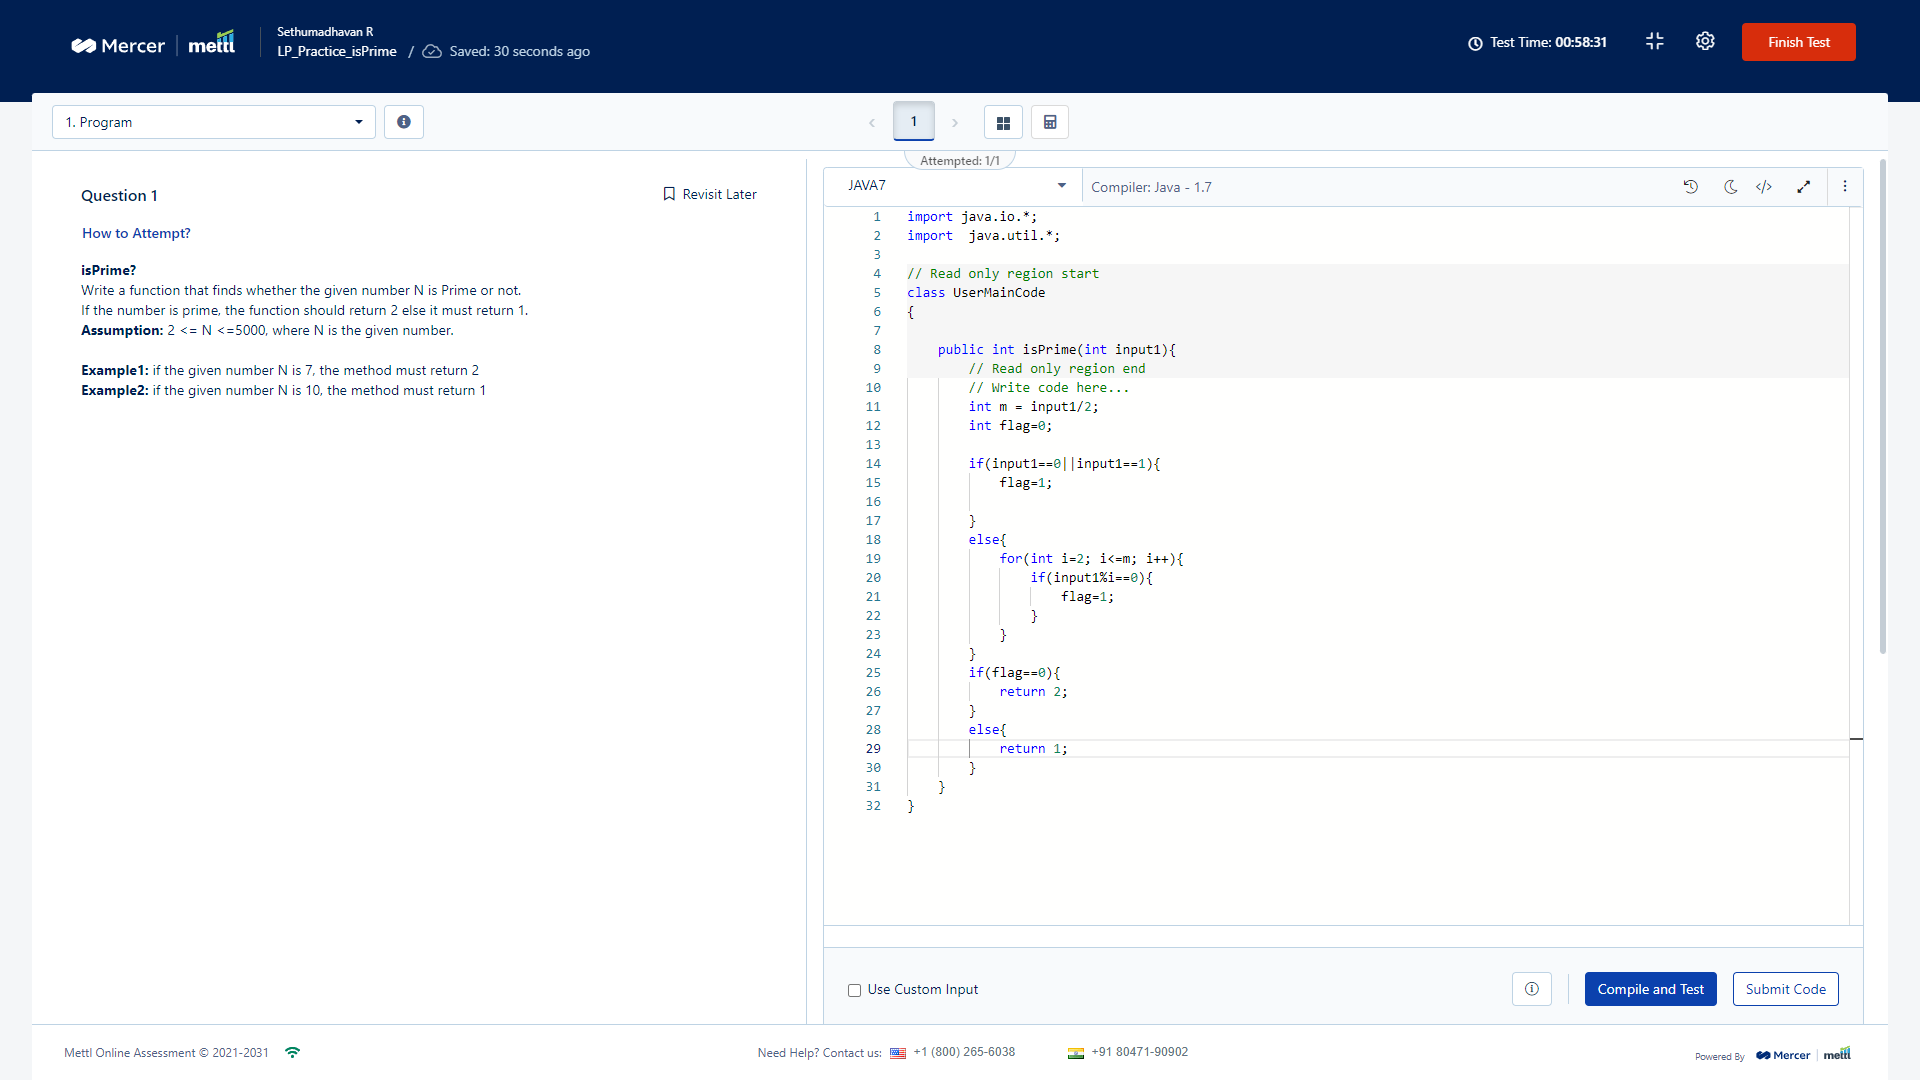 Mercer | mettl
Sethumadhavan R
LP_Practice_isPrime / Saved: 30 seconds ago
Test Time: 00:58:31
Finish Test
1. Program
1
Attempted: 1/1
Question 1
Revisit Later
How to Attempt?
isPrime?
Write a function that finds whether the given number N is Prime or not.
If the number is prime, the function should return 2 else it must return 1.
Assumption: 2 <= N <=5000, where N is the given number.
Example1: if the given number N is 7, the method must return 2
Example2: if the given number N is 10, the method must return 1
JAVA7
Compiler: Java - 1.7
1 import java.io.*;
2 import  java.util.*;
3
4 // Read only region start
5 class UserMainCode
6 {
7
8     public int isPrime(int input1){
9         // Read only region end
10         // Write code here...
11         int m = input1/2;
12         int flag=0;
13
14         if(input1==0||input1==1){
15             flag=1;
16
17         }
18         else{
19             for(int i=2; i<=m; i++){
20                 if(input1%i==0){
21                     flag=1;
22                 }
23             }
24         }
25         if(flag==0){
26             return 2;
27         }
28         else{
29             return 1;
30         }
31     }
32 }
Use Custom Input
Compile and Test
Submit Code
Mettl Online Assessment © 2021-2031
Need Help? Contact us: +1 (800) 265-6038
+91 80471-90902
Powered By Mercer | mettl